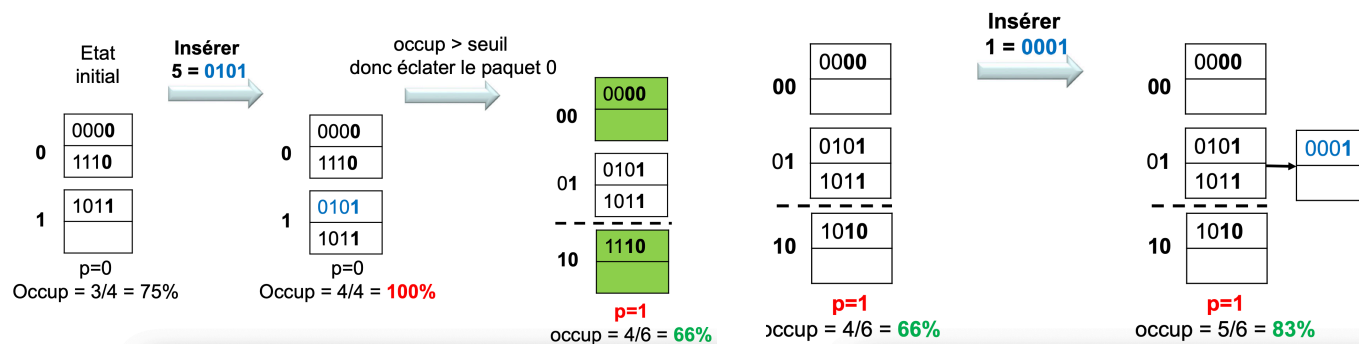 Etat
initial
0
0000
1110
1
1011
p=0
Occup = 3/4 = 75%
Insérer
5 = 0101
0
0000
1110
1
0101
1011
p=0
Occup = 4/4 = 100%
occup > seuil
donc éclater le paquet 0
00
0000
01
0101
1011
10
1110
p=1
occup = 4/6 = 66%
00
0000
01
0101
1011
10
1010
p=1
occup = 4/6 = 66%
Insérer
1 = 0001
00
0000
01
0101
1011
0001
10
1010
p=1
occup = 5/6 = 83%